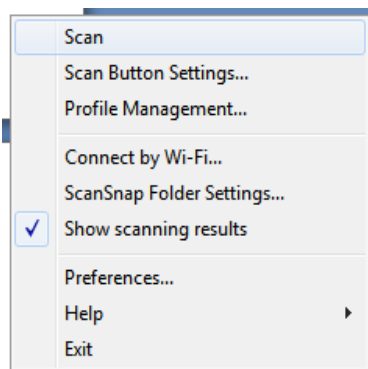 Scan
Scan Button Settings...
Profile Management...
Connect by Wi-Fi...
ScanSnap Folder Settings...
Show scanning results
Preferences...
Help
Exit